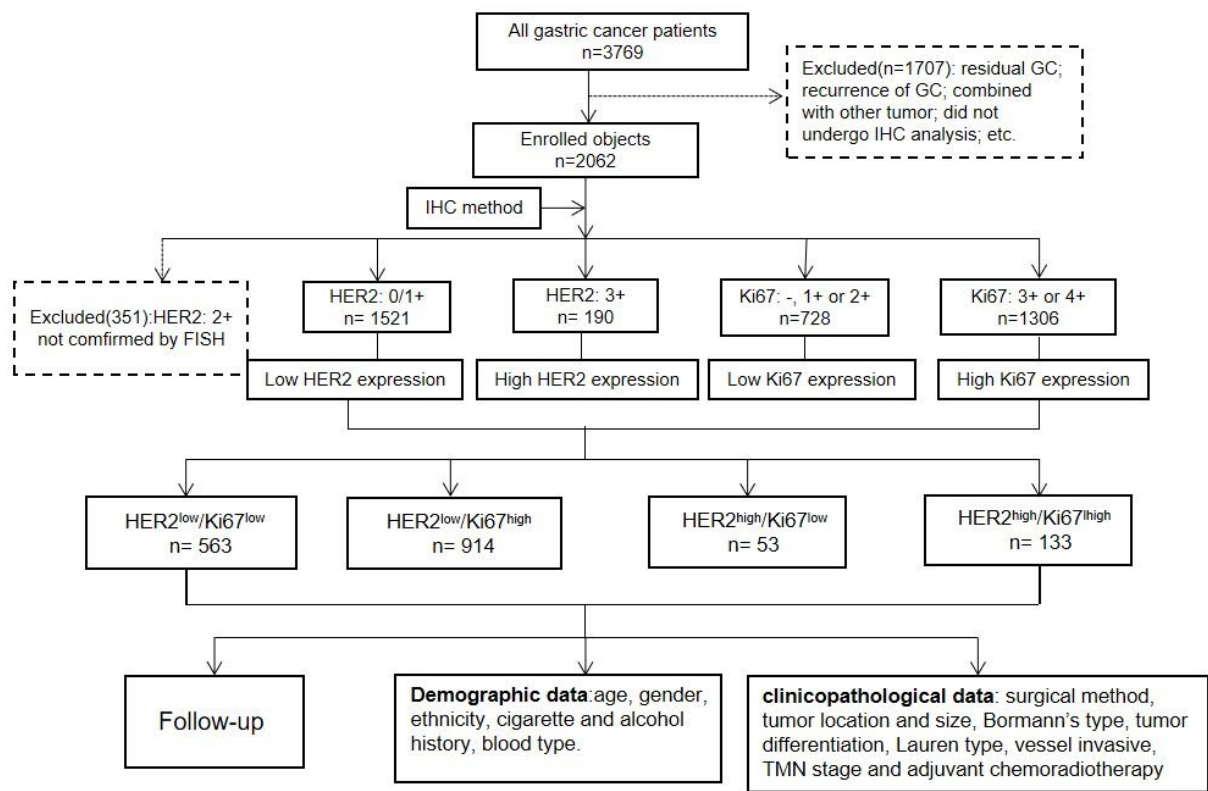 All gastric cancer patients
n=3769
Excluded(n=1707): residual GC;
recurrence of GC; combined
with other tumor; did not
undergo IHC analysis; etc.
Enrolled objects
n=2062
IHC method
Excluded(351):HER2: 2+
not comfirmed by FISH
HER2: 0/1+
n= 1521
HER2: 3+
n= 190
Ki67: -, 1+ or 2+
n=728
Ki67: 3+ or 4+
n=1306
Low HER2 expression
High HER2 expression
Low Ki67 expression
High Ki67 expression
HER2low/Ki67low
n= 563
HER2low/Ki67high
n= 914
HER2high/Ki67low
n= 53
HER2high/Ki67lhigh
n= 133
Follow-up
Demographic data:age, gender,
ethnicity, cigarette and alcohol
history, blood type.
clinicopathological data: surgical method,
tumor location and size, Bormann’s type, tumor
differentiation, Lauren type, vessel invasive,
TMN stage and adjuvant chemoradiotherapy